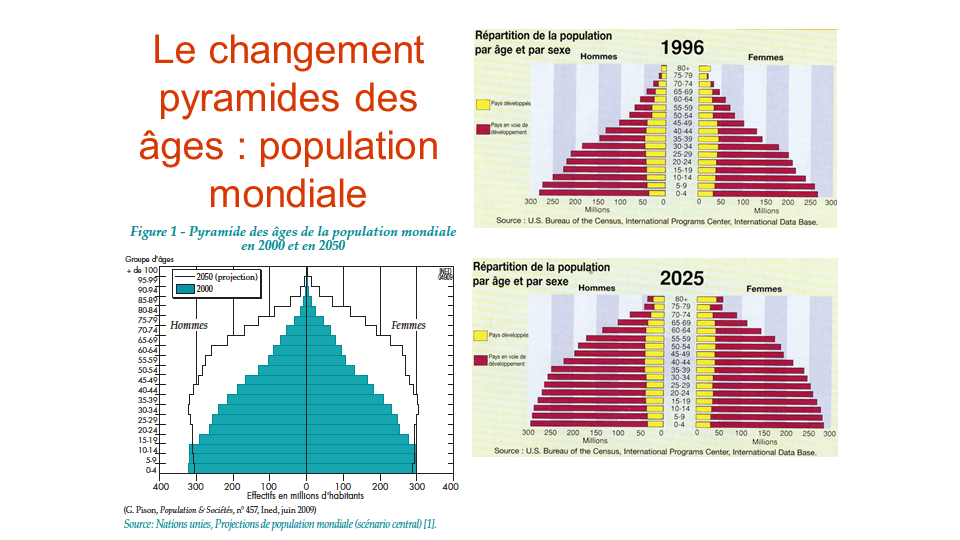 Le changement
pyramides des
âges : population
mondiale
Figure 1 - Pyramide des âges de la population mondiale
en 2000 et en 2050
Groupe d'âges
+ de 100
95-99
90-94
85-89
80-84
75-79
70-74
65-69
60-64
55-59
50-54
45-49
40-44
35-39
30-34
25-29
20-24
15-19
10-14
5-9
0-4
2050 (projection)
2000
INED
04909
Hommes
Femmes
400 300 200 100 0 100 200 300 400
Effectifs en millions d'habitants
(G. Pison, Population & Sociétés, n° 457, Ined, juin 2009)
Source: Nations unies, Projections de population mondiale (scénario central) [1].
Répartition de la population
par âge et par sexe
1996
Hommes
Femmes
Pays développés
Pays en voie de
développement
80+
75-79
70-74
65-69
60-64
55-59
50-54
45-49
40-44
35-39
30-34
25-29
20-24
15-19
10-14
5-9
0-4
300 250 200 150 100 50 0 0 50 100 150 200 250 300
Millions Millions
Source : U.S. Bureau of the Census, International Programs Center, International Data Base.
Répartition de la population
par âge et par sexe
2025
Hommes
Femmes
Pays développés
Pays en voie de
développement
80+
75-79
70-74
65-69
60-64
55-59
50-54
45-49
40-44
35-39
30-34
25-29
20-24
15-19
10-14
5-9
0-4
300 250 200 150 100 50 0 0 50 100 150 200 250 300
Millions Millions
Source : U.S. Bureau of the Census, International Programs Center, International Data Base.